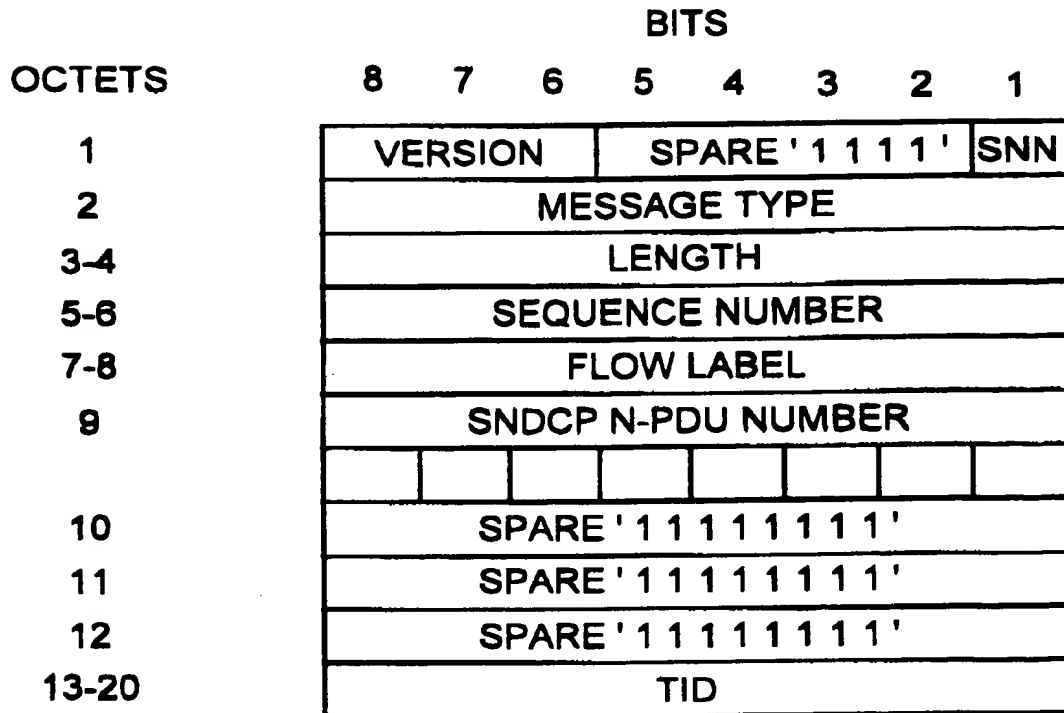 BITS
OCTETS 8 7 6 5 4 3 2 1
1 VERSION SPARE '1 1 1 1' SNN
2 MESSAGE TYPE
3-4 LENGTH
5-6 SEQUENCE NUMBER
7-8 FLOW LABEL
9 SNDCP N-PDU NUMBER
10 SPARE '1 1 1 1 1 1 1 1'
11 SPARE '1 1 1 1 1 1 1 1'
12 SPARE '1 1 1 1 1 1 1 1'
13-20 TID